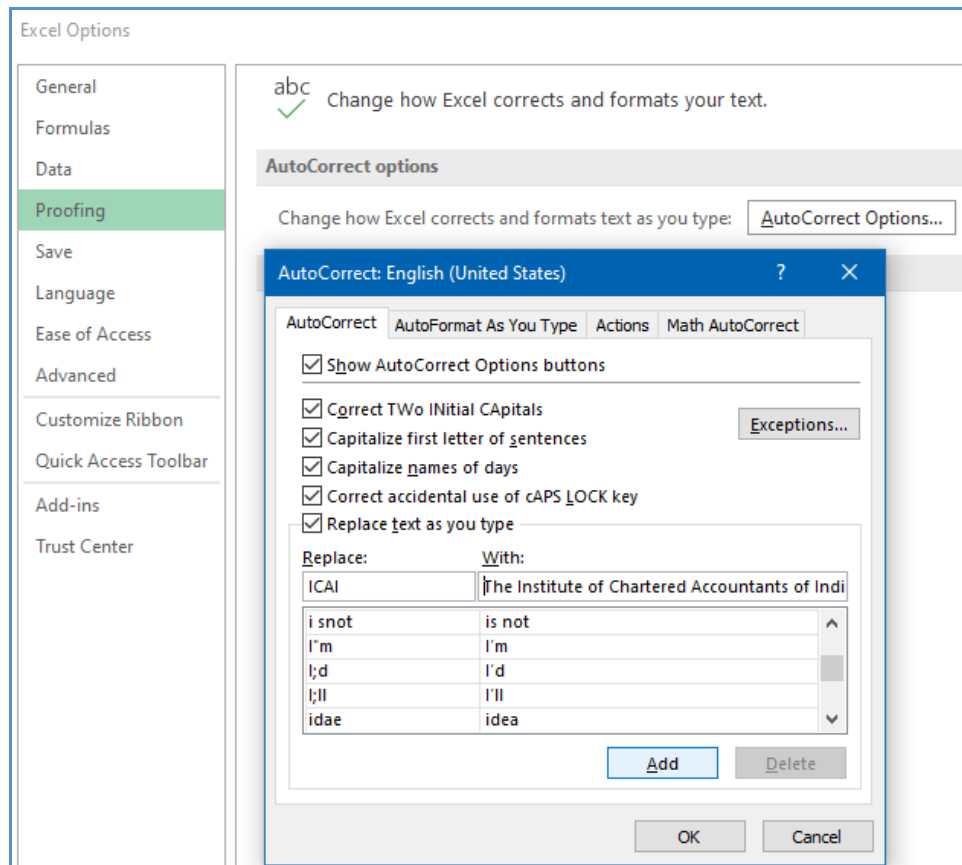 Excel Options
General
Formulas
Data
Proofing
Save
Language
Ease of Access
Advanced
Customize Ribbon
Quick Access Toolbar
Add-ins
Trust Center
abc
Change how Excel corrects and formats your text.
AutoCorrect options
Change how Excel corrects and formats text as you type: AutoCorrect Options...
AutoCorrect: English (United States) ?
AutoCorrect AutoFormat As You Type Actions Math AutoCorrect
Show AutoCorrect Options buttons
Correct TWo INitial CApitals
Exceptions...
Capitalize first letter of sentences
Capitalize names of days
Correct accidental use of cAPS LOCK key
Replace text as you type
Replace: With:
ICAI The Institute of Chartered Accountants of Indi
i snot is not
I"m I'm
I;d I'd
I;ll I'll
idae idea
Add Delete
OK Cancel